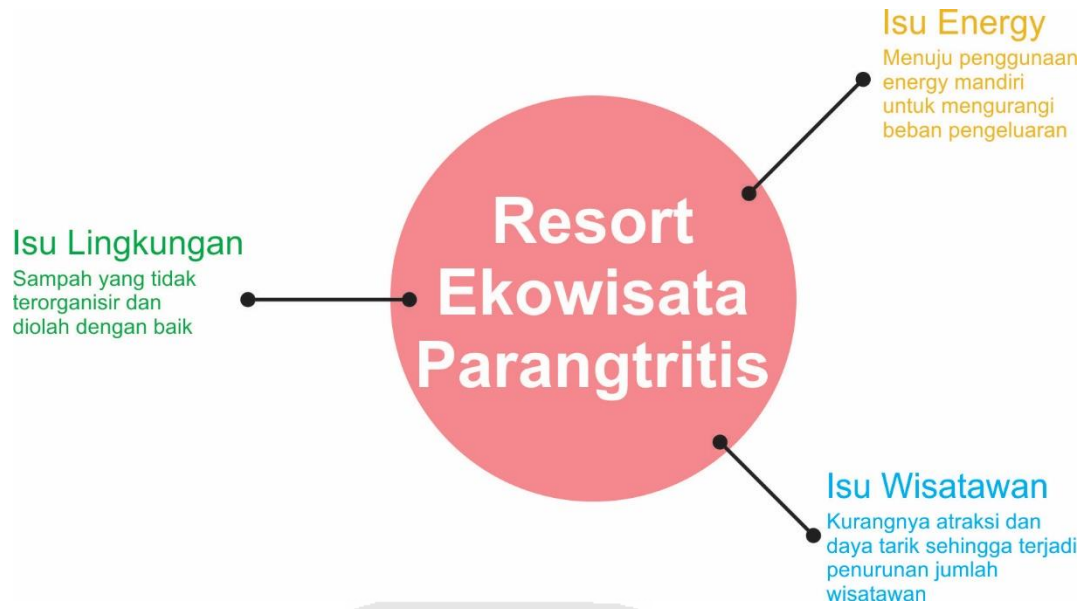 Isu Energy
Menuju penggunaan
energy mandiri
untuk mengurangi
beban pengeluaran
Resort
Ekowisata
Parangtritis
Isu Lingkungan
Sampah yang tidak
terorganisir dan
diolah dengan baik
Isu Wisatawan
Kurangnya atraksi dan
daya tarik sehingga terjadi
penurunan jumlah
wisatawan